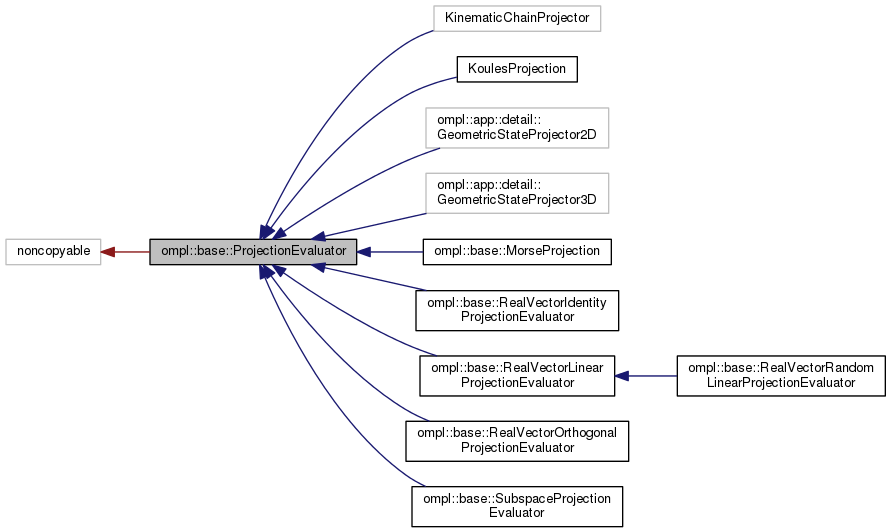 KinematicChainProjector
KoulesProjection
ompl::app::detail::
GeometricStateProjector2D
ompl::app::detail::
GeometricStateProjector3D
noncopyable
ompl::base::ProjectionEvaluator
ompl::base::MorseProjection
ompl::base::RealVectorIdentity
ProjectionEvaluator
ompl::base::RealVectorLinear
ProjectionEvaluator
ompl::base::RealVectorRandom
LinearProjectionEvaluator
ompl::base::RealVectorOrthogonal
ProjectionEvaluator
ompl::base::SubspaceProjection
Evaluator